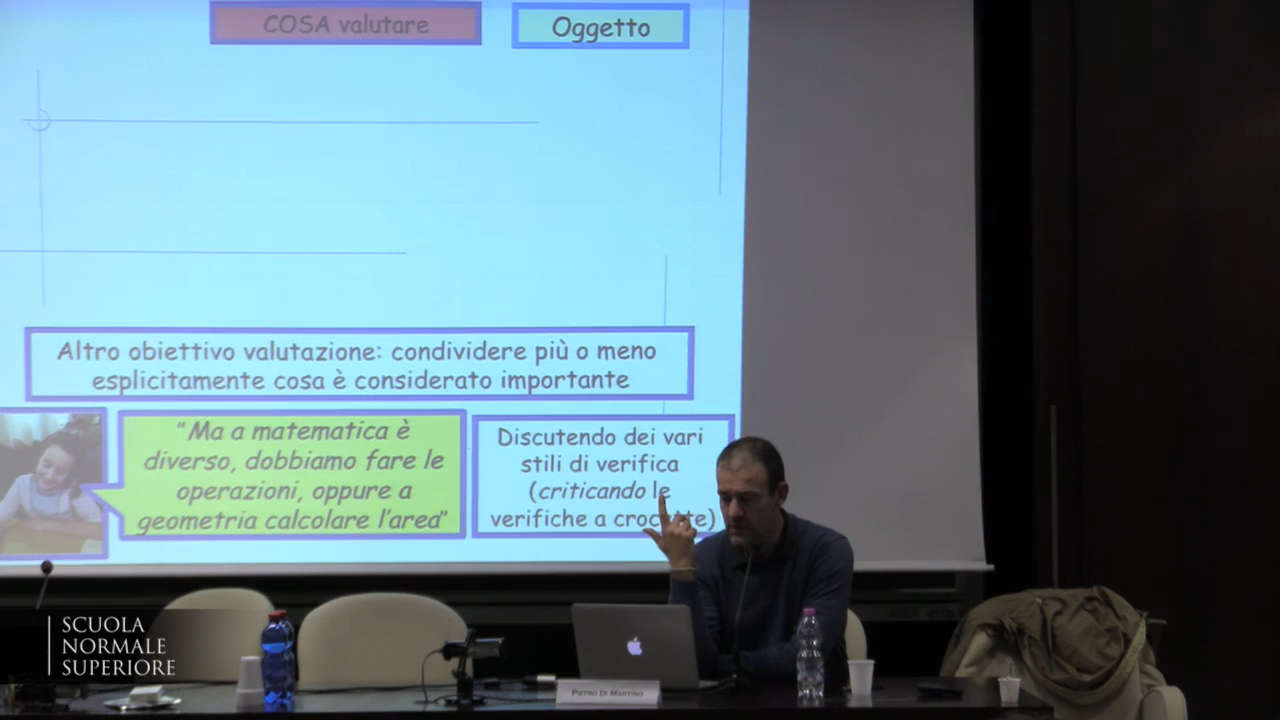 COSA valutare
Oggetto
Altro obiettivo valutazione: condividere più o meno
esplicitamente cosa è considerato importante
"Ma a matematica è
diverso, dobbiamo fare le
operazioni, oppure a
geometria calcolare l'area"
Discutendo dei vari
stili di verifica
(criticando le
verifiche a crocette)
SCUOLA
NORMALE
SUPERIORE
PIETRO DI MARTINO